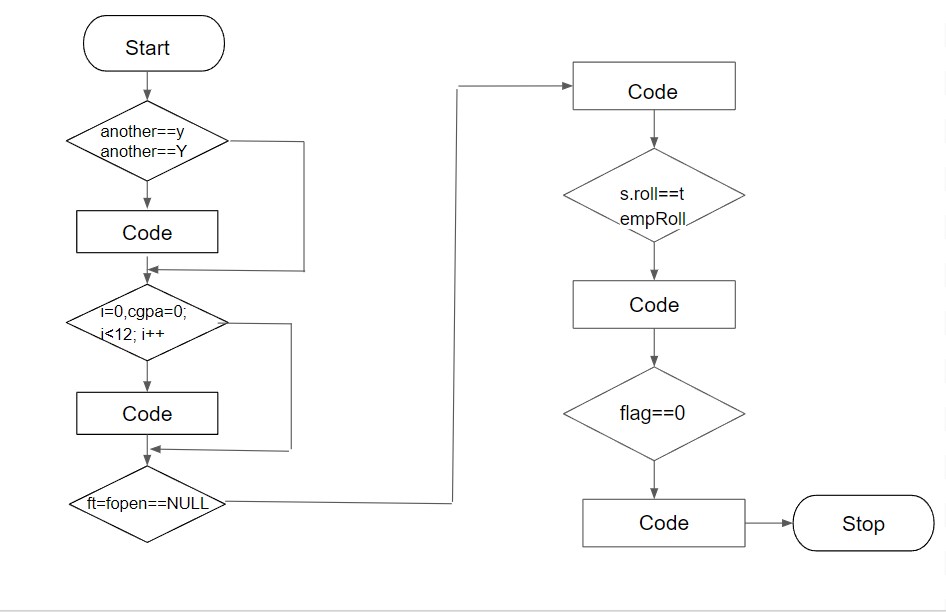 Start
another==y
another==Y
Code
i=0,cgpa=0;
i<12; i++
Code
ft=fopen==NULL
Code
s.roll==t
empRoll
Code
flag==0
Code
Stop